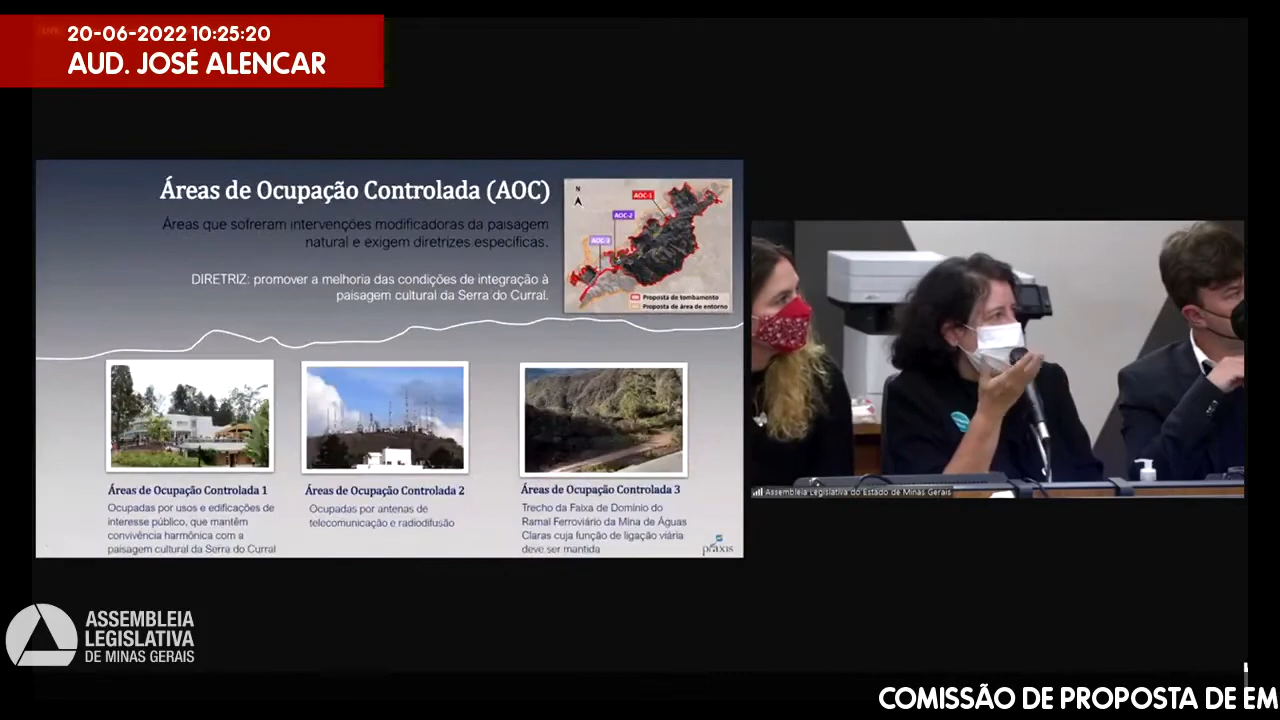 20-06-2022 10:25:20
AUD. JOSÉ ALENCAR
Áreas de Ocupação Controlada (AOC)
Áreas que sofreram intervenções modificadoras da paisagem
natural e exigem diretrizes específicas.
DIRETRIZ: promover a melhoria das condições de integração à
paisagem cultural da Serra do Curral.
N
AOC-1
AOC-2
AOC-3
Proposta de tombamento
Proposta de área de entorno
Áreas de Ocupação Controlada 1
Ocupadas por usos e edificações de
interesse público, que mantêm
convivência harmônica com a
paisagem cultural da Serra do Curral
Áreas de Ocupação Controlada 2
Ocupadas por antenas de
telecomunicação e radiodifusão
Áreas de Ocupação Controlada 3
Trecho da Faixa de Domínio do
Ramal Ferroviário da Mina de Águas
Claras cuja função de ligação viária
deve ser mantida
práxis
Assembleia Legislativa do Estado de Minas Gerais
ASSEMBLEIA
LEGISLATIVA
DE MINAS GERAIS
COMISSÃO DE PROPOSTA DE EM